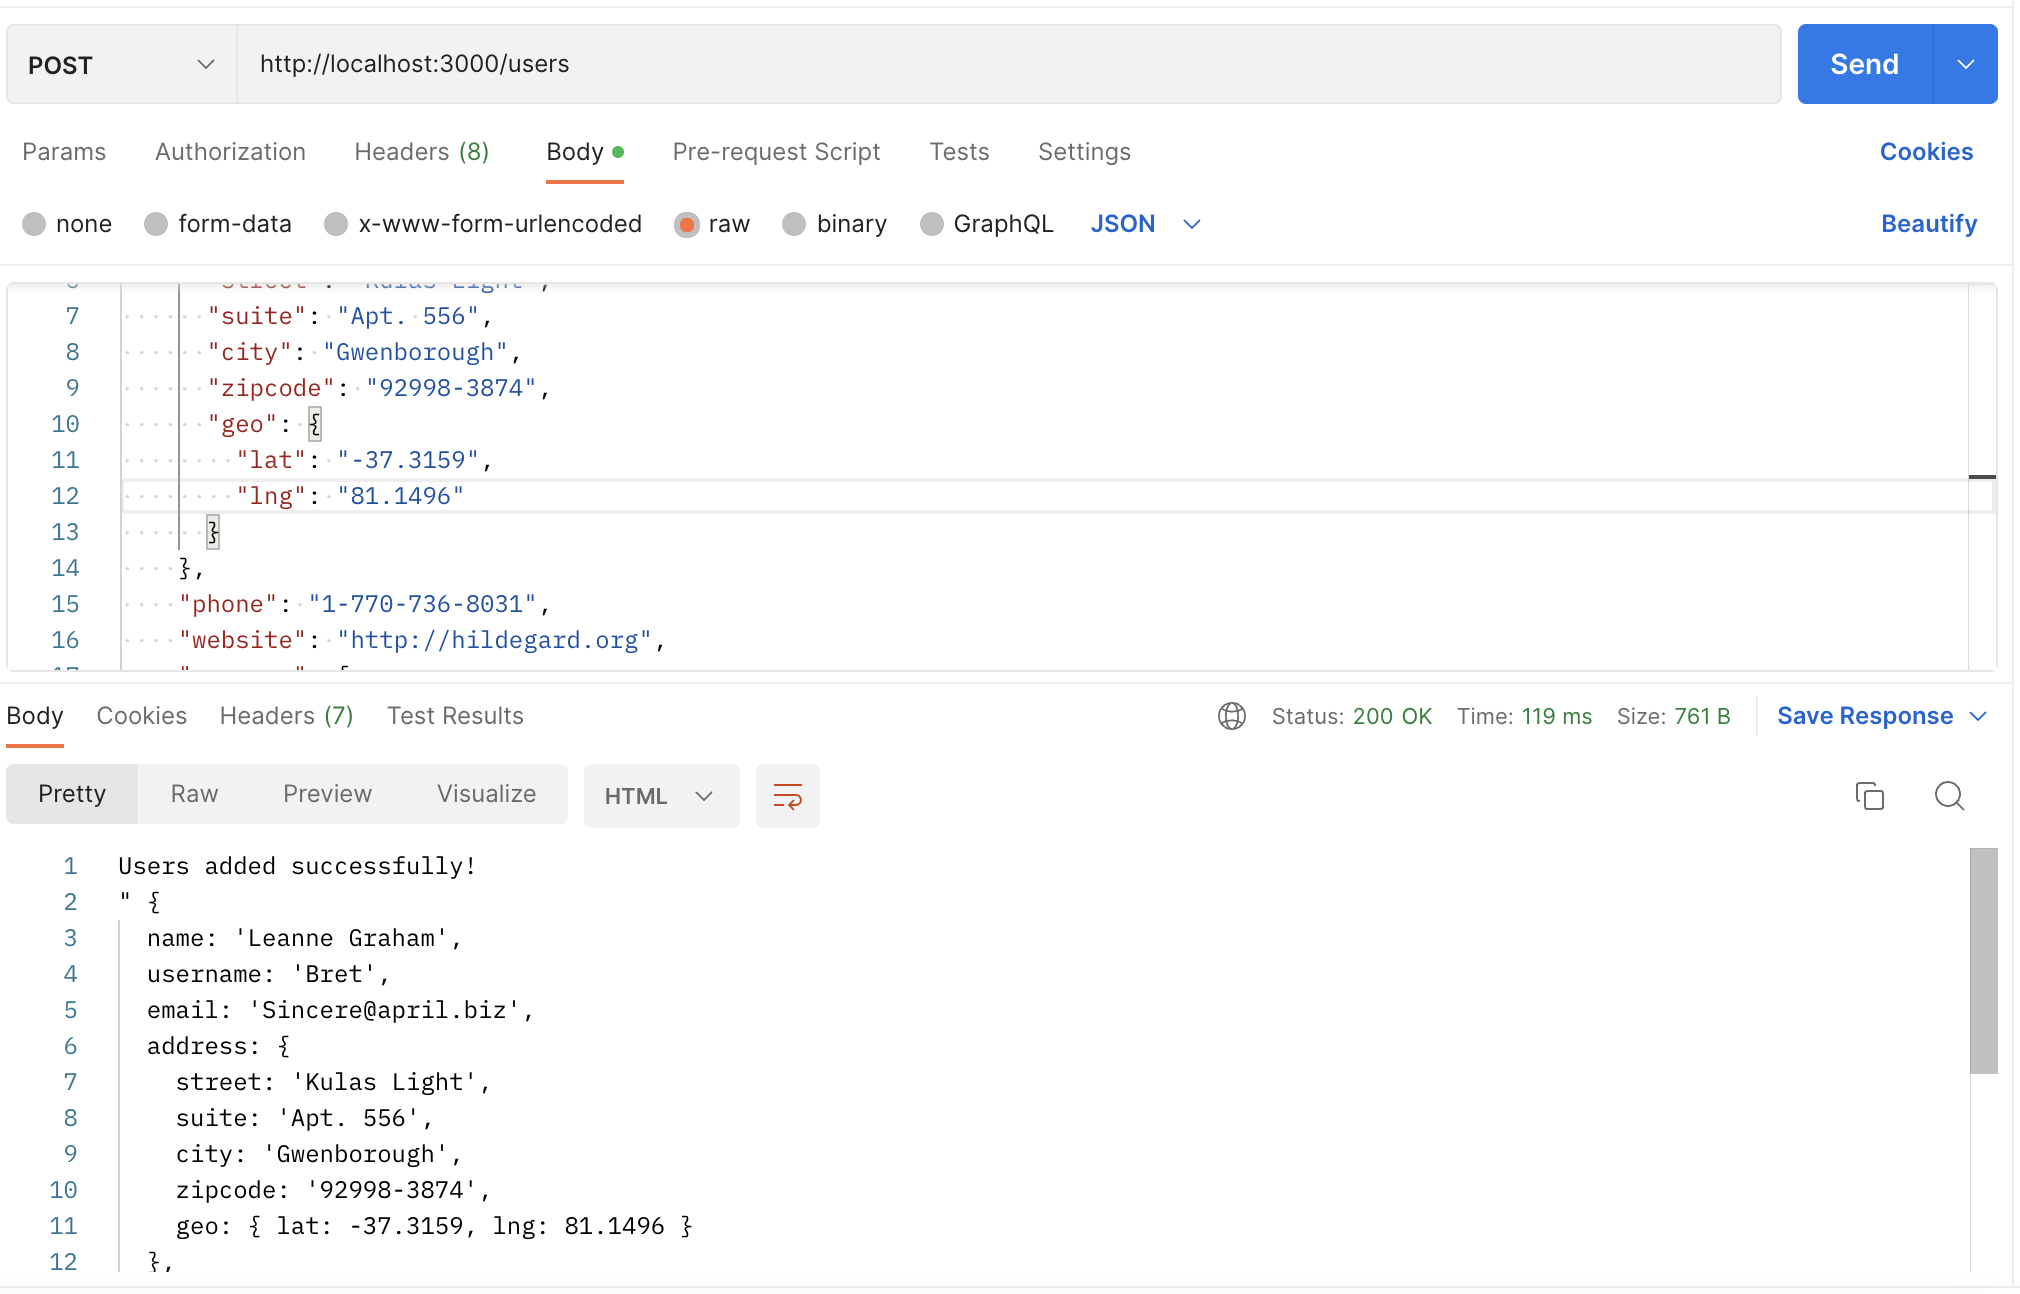 POST http://localhost:3000/users Send
Params Authorization Headers (8) Body Pre-request Script Tests Settings Cookies
none form-data x-www-form-urlencoded raw binary GraphQL JSON Beautify
7 "suite": "Apt. 556",
8 "city": "Gwenborough",
9 "zipcode": "92998-3874",
10 "geo": {
11 "lat": "-37.3159",
12 "lng": "81.1496"
13 }
14 },
15 "phone": "1-770-736-8031",
16 "website": "http://hildegard.org",
Body Cookies Headers (7) Test Results Status: 200 OK Time: 119 ms Size: 761 B Save Response
Pretty Raw Preview Visualize HTML
1 Users added successfully!
2 " {
3 name: 'Leanne Graham',
4 username: 'Bret',
5 email: 'Sincere@april.biz',
6 address: {
7 street: 'Kulas Light',
8 suite: 'Apt. 556',
9 city: 'Gwenborough',
10 zipcode: '92998-3874',
11 geo: { lat: -37.3159, lng: 81.1496 }
12 },